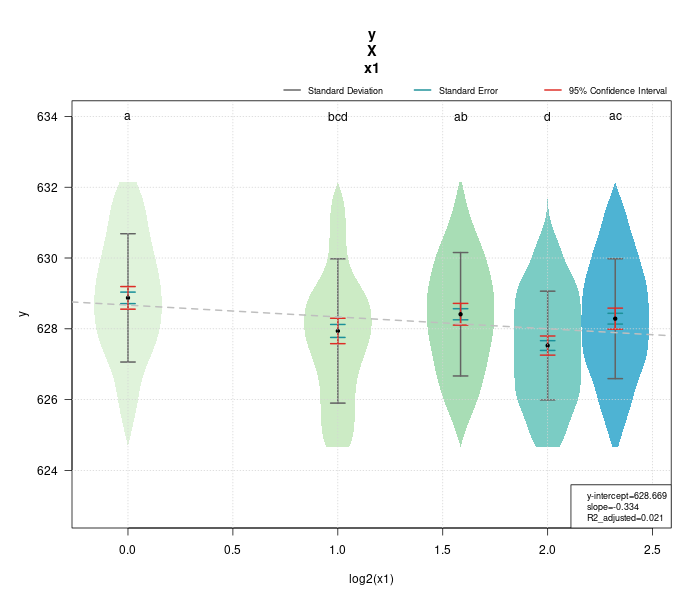 y
X
x1
Standard Deviation Standard Error 95% Confidence Interval
a bcd ab d ac
634
632
630
628
626
624
y
y-intercept=628.669
slope=-0.334
R2_adjusted=0.021
0.0 0.5 1.0 1.5 2.0 2.5
log2(x1)